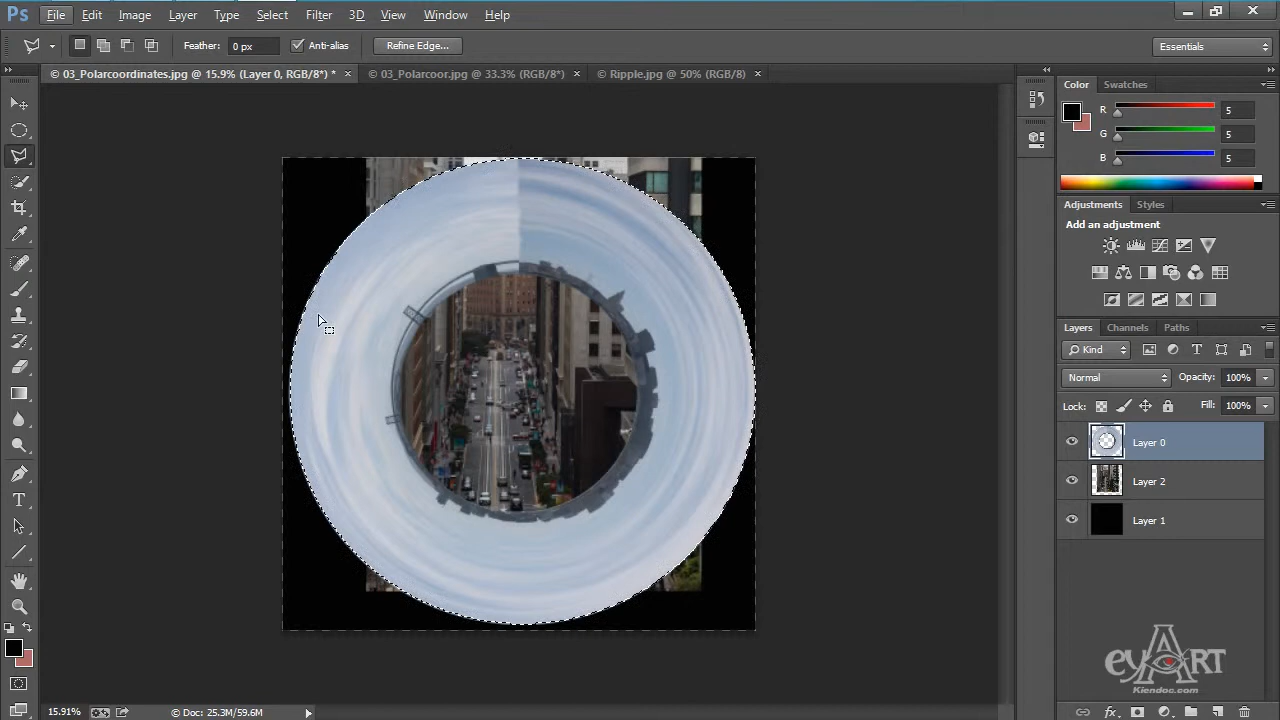 Ps File Edit Image Layer Type Select Filter 3D View Window Help
Feather: 0 px Anti-alias Refine Edge... Essentials
© 03_Polarcoordinates.jpg @ 15.9% (Layer 0, RGB/8*) * × © 03_Polarcoor.jpg @ 33.3% (RGB/8*) × © Ripple.jpg @ 50% (RGB/8) ×
Color Swatches
R 5
G 5
B 5
Adjustments Styles
Add an adjustment
Layers Channels Paths
Kind
Normal Opacity: 100%
Lock: Fill: 100%
Layer 0
Layer 2
Layer 1
eyART
Kiendoc.com
15.91% © Doc: 25.3M/59.6M